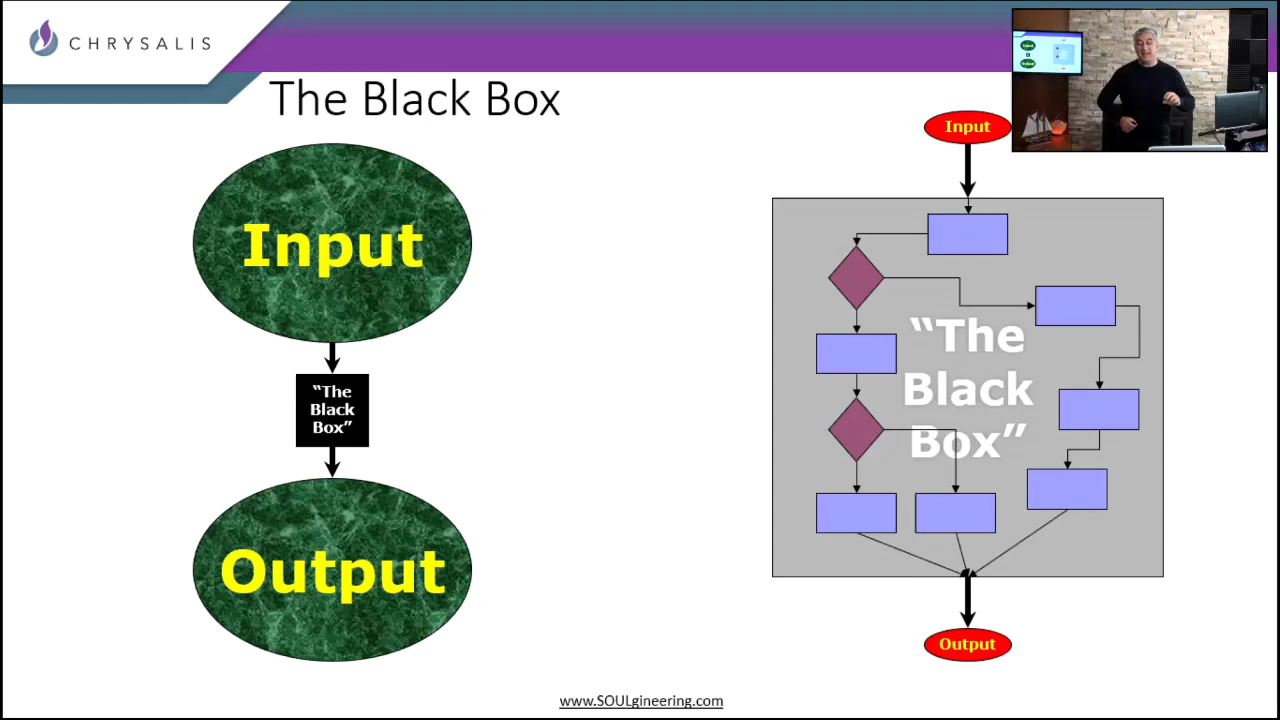 CHRYSALIS
The Black Box
Input
“The
Black
Box”
Output
Input
“The
Black
Box”
Output
www.SOULgineering.com